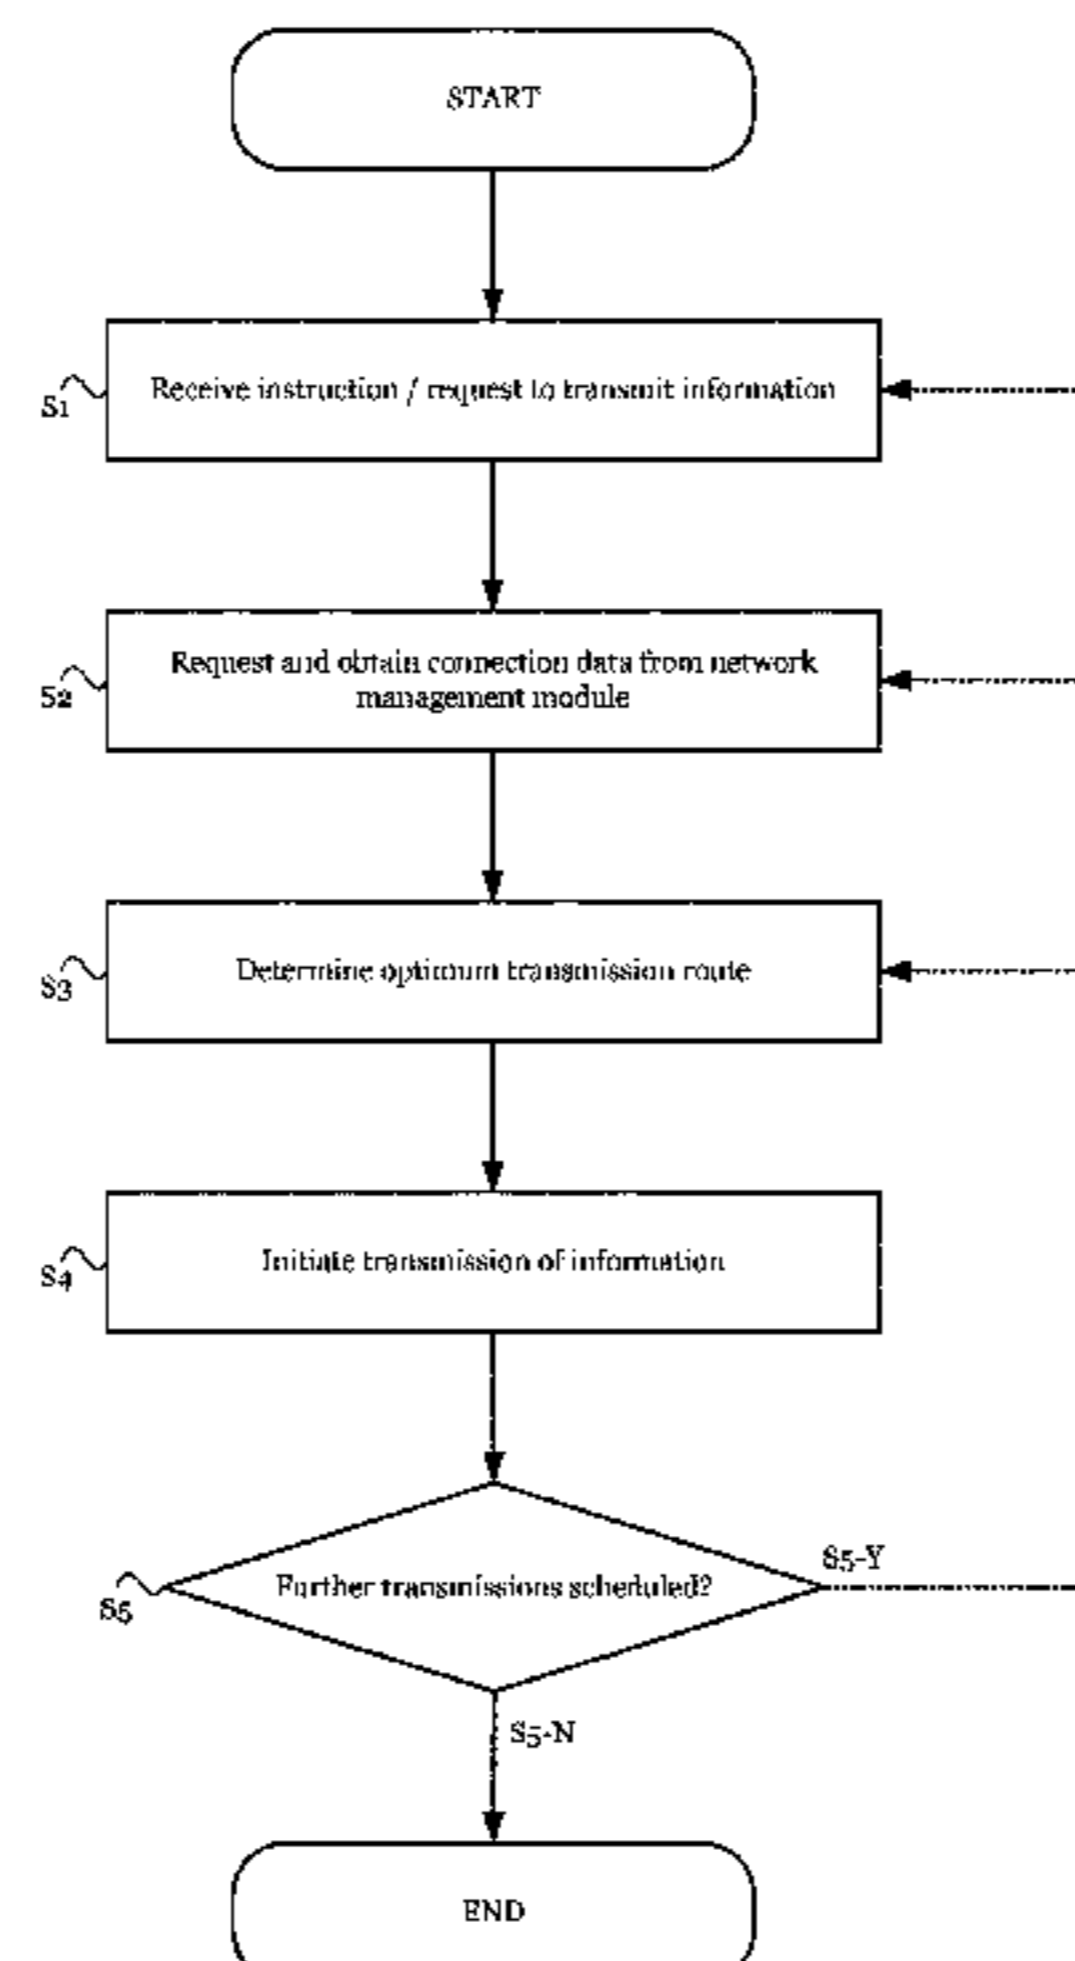 START
S1
Receive instruction / request to transmit information
S2
Request and obtain connection data from network
management module
S3
Determine optimum transmission route
S4
Initiate transmission of information
S5
Further transmissions scheduled?
S5-Y
S5-N
END